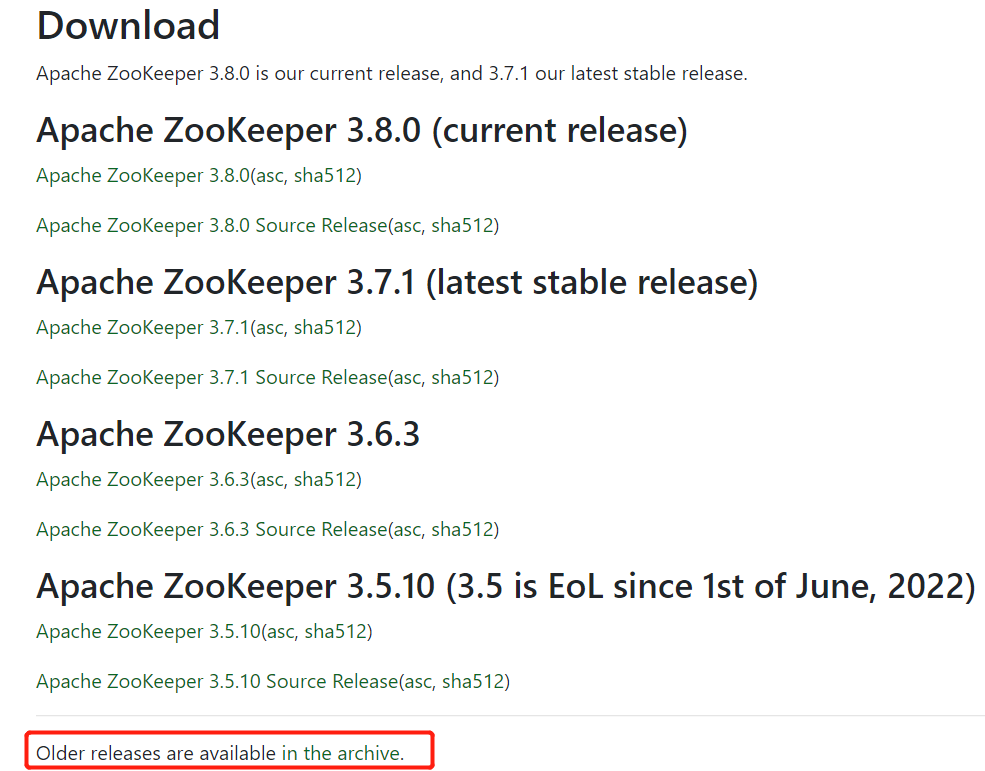 Download
Apache ZooKeeper 3.8.0 is our current release, and 3.7.1 our latest stable release.
Apache ZooKeeper 3.8.0 (current release)
Apache ZooKeeper 3.8.0(asc, sha512)
Apache ZooKeeper 3.8.0 Source Release(asc, sha512)
Apache ZooKeeper 3.7.1 (latest stable release)
Apache ZooKeeper 3.7.1(asc, sha512)
Apache ZooKeeper 3.7.1 Source Release(asc, sha512)
Apache ZooKeeper 3.6.3
Apache ZooKeeper 3.6.3(asc, sha512)
Apache ZooKeeper 3.6.3 Source Release(asc, sha512)
Apache ZooKeeper 3.5.10 (3.5 is EoL since 1st of June, 2022)
Apache ZooKeeper 3.5.10(asc, sha512)
Apache ZooKeeper 3.5.10 Source Release(asc, sha512)
Older releases are available in the archive.